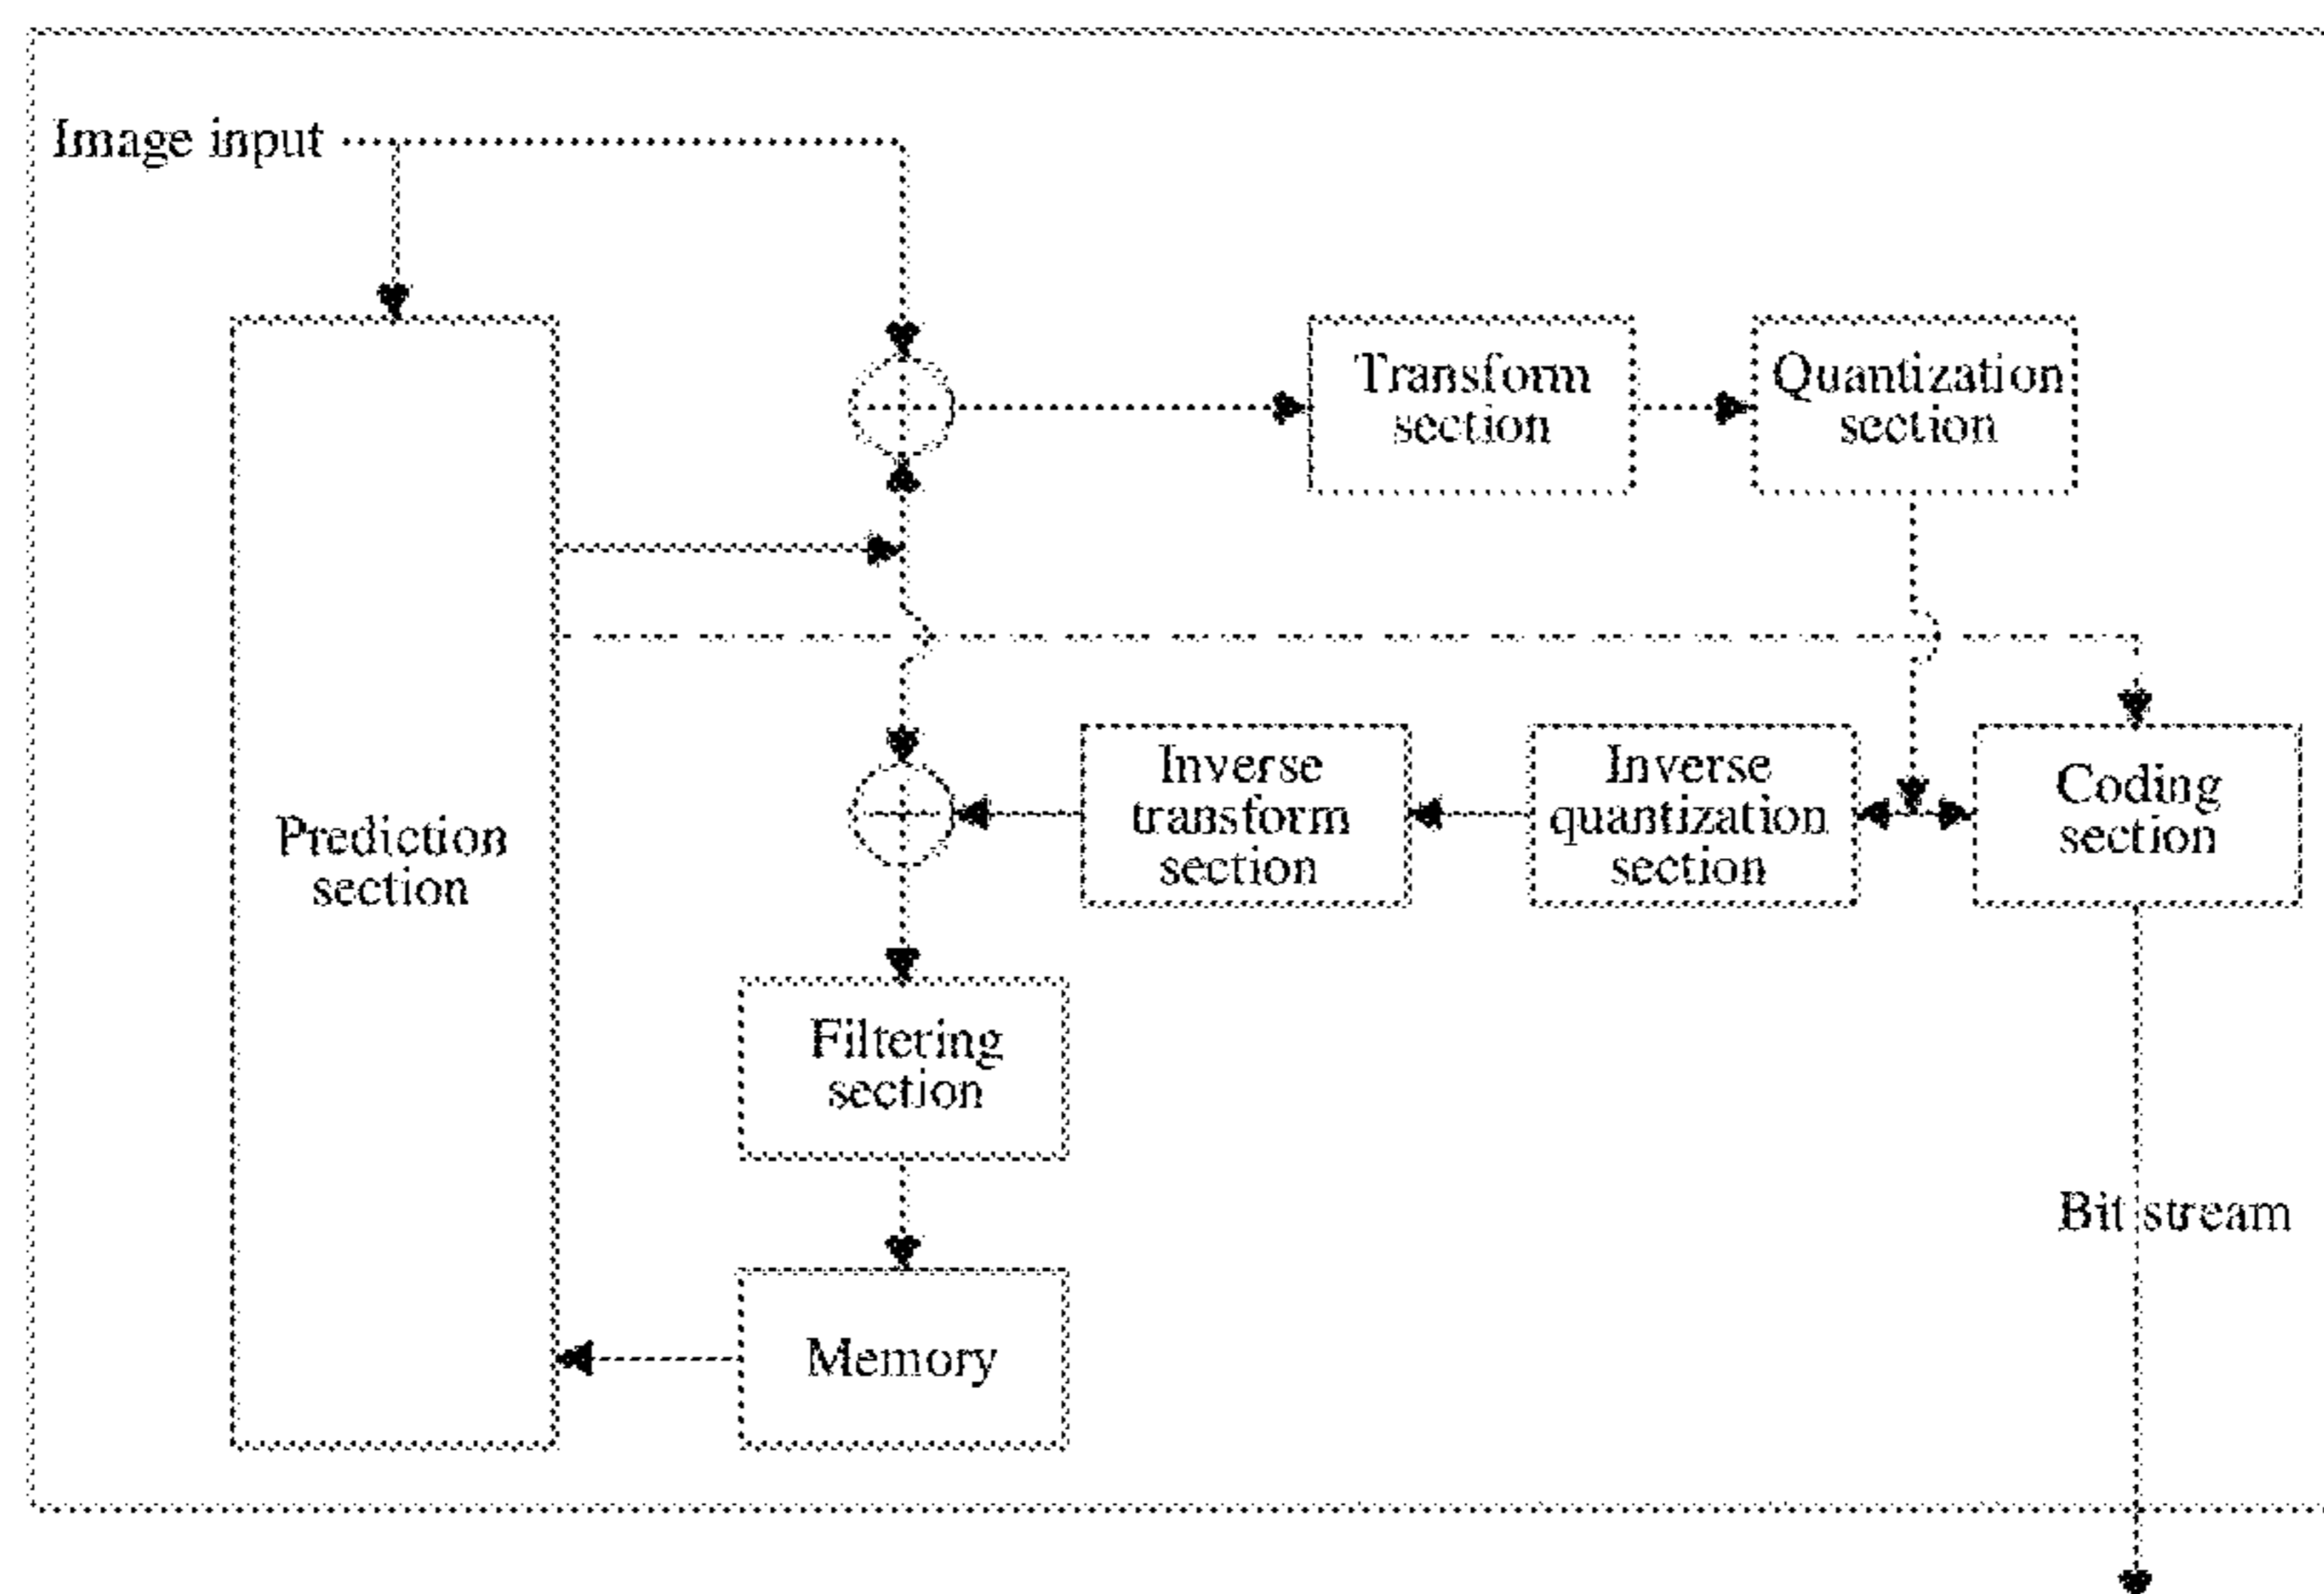 Image input
Transform
section
Quantization
section
Prediction
section
Inverse
transform
section
Inverse
quantization
section
Coding
section
Filtering
section
Bit stream
Memory